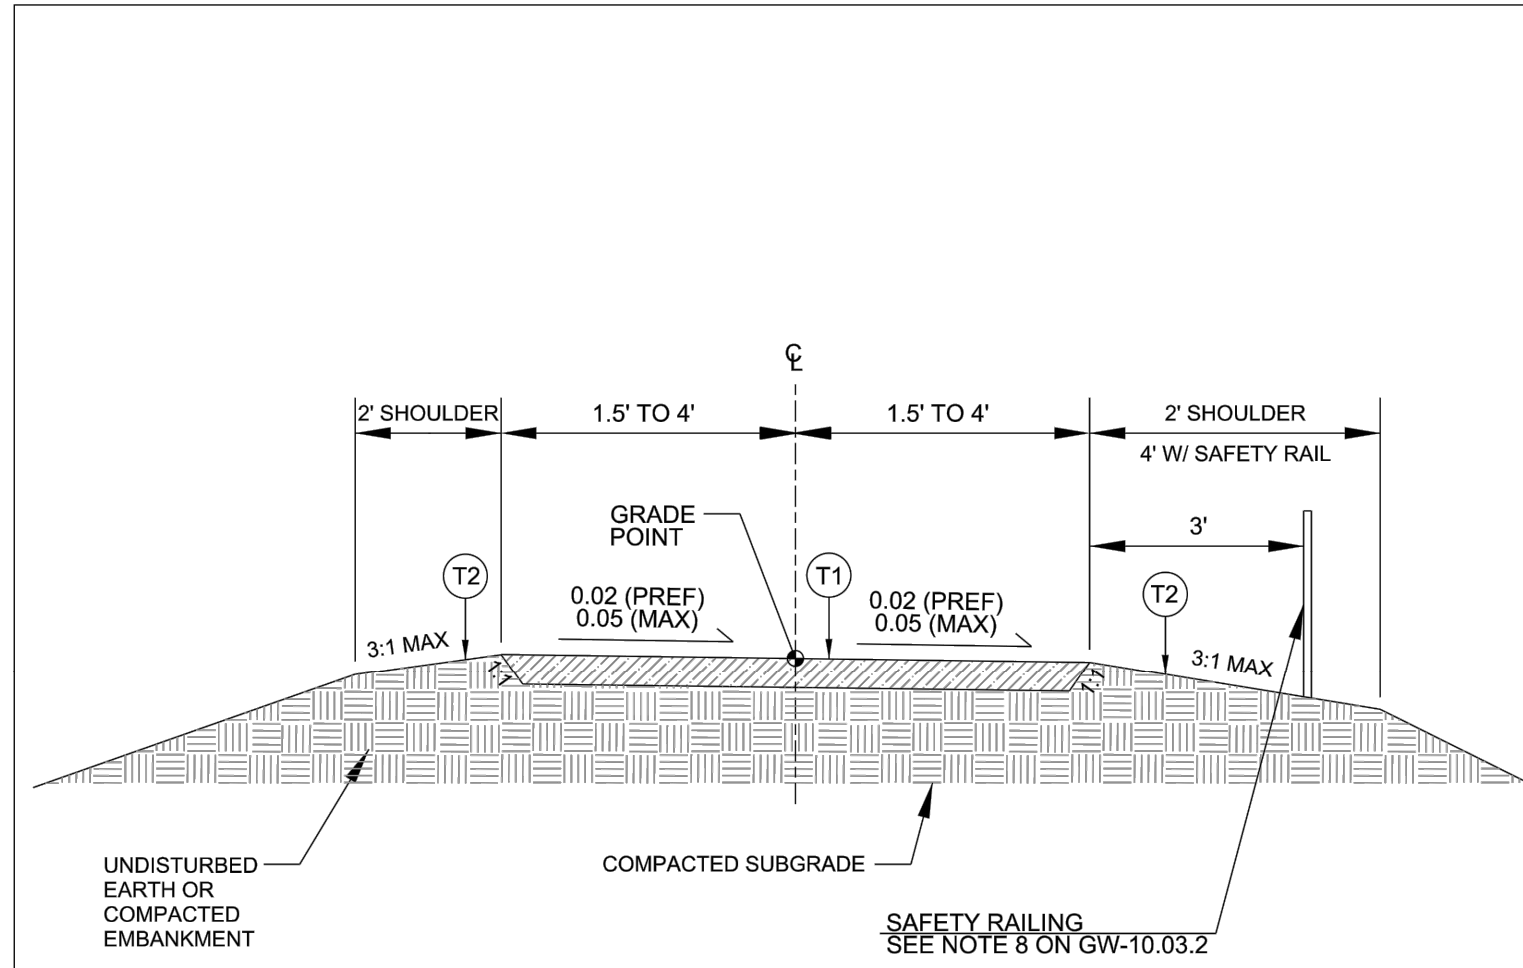 ℄
2' SHOULDER
1.5' TO 4'
1.5' TO 4'
2' SHOULDER
4' W/ SAFETY RAIL
GRADE
POINT
3'
T2
T1
T2
0.02 (PREF)
0.05 (MAX)
0.02 (PREF)
0.05 (MAX)
3:1 MAX
1:1
1:1
3:1 MAX
UNDISTURBED
EARTH OR
COMPACTED
EMBANKMENT
COMPACTED SUBGRADE
SAFETY RAILING
SEE NOTE 8 ON GW-10.03.2